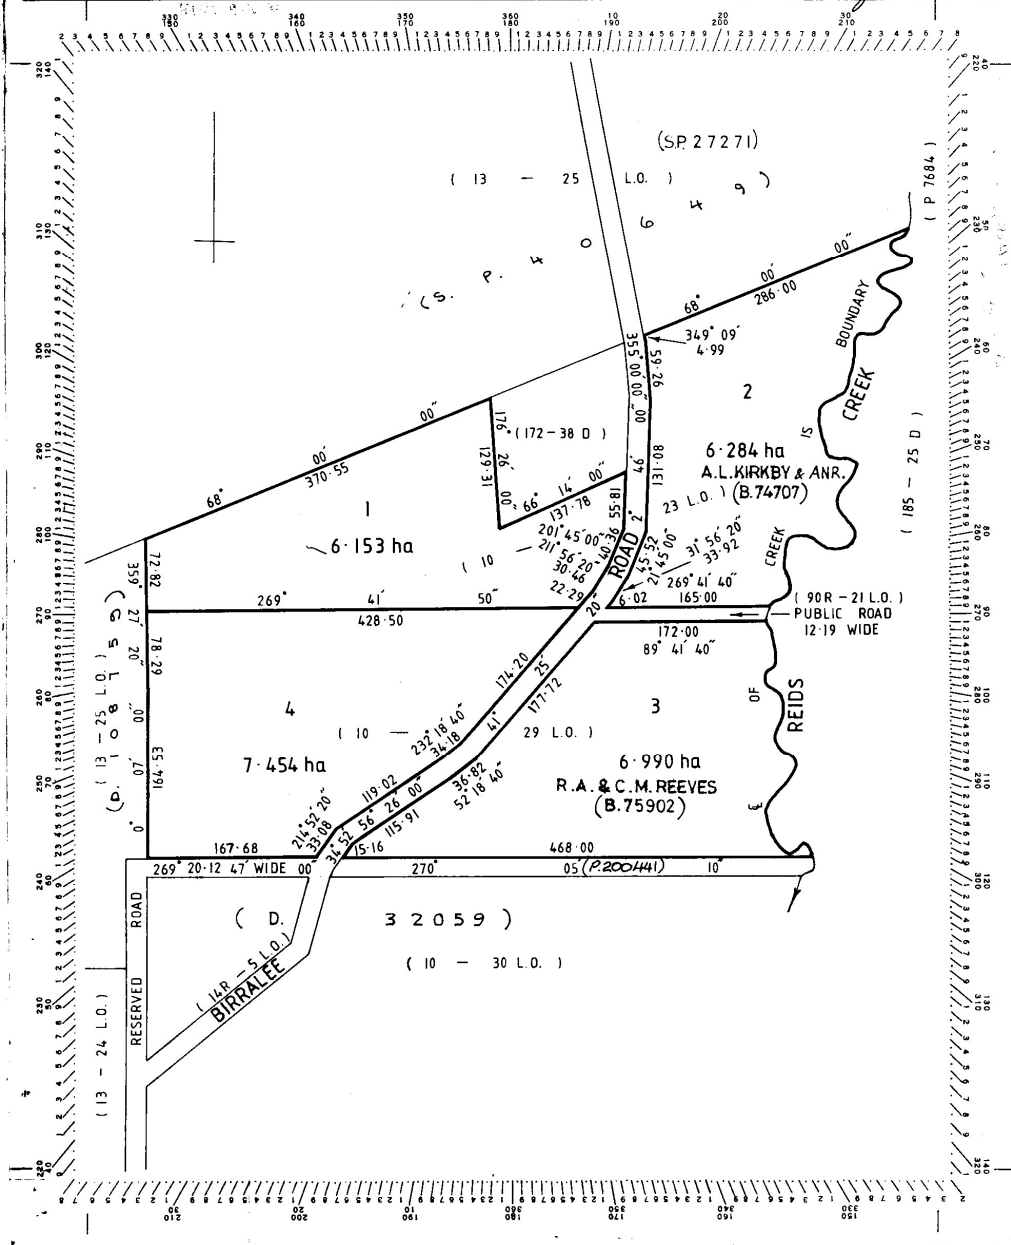 (S.P. 27271)
( P 7684 )
( 13 — 25 L.O. )
( S. P. 4 0 6 4 9 )
68° 00′ 00″
286·00
349° 09′
4·99
355° 00′ 00″
59·26
BOUNDARY
IS
CREEK
2
6·284 ha
A.L.KIRKBY & ANR.
(B.74707)
( 185 — 25 D )
68° 00′ 00″
370·55
176° 26′ 00″
129·31
(172-38 D )
66° 14′ 00″
137·78
55·81
2° 46′ 00″
80·131
1
6·153 ha
( 10 — 23 L.O. )
201° 45′ 00″
40·36
211° 56′ 20″
30·46
22·29
ROAD
45·52
21° 45′ 00″
31° 56′ 20″
33·92
CREEK
72·82
359° 27′ 20″
269° 41′ 50″
428·50
6·02
269° 41′ 40″
165·00
( 90R — 21 L.O. )
PUBLIC ROAD
12·19 WIDE
172·00
89° 41′ 40″
78·29
( 13 — 25 L.O. )
(D. 10875 9)
0° 07′ 00″
164·53
4
( 10 — 29 L.O. )
7·454 ha
174·20
41° 25′ 20″
177·72
232° 18′ 40″
34·18
36·82
52° 18′ 40″
3
6·990 ha
R.A. & C.M. REEVES
(B.75902)
OF
REIDS
℄
119·02
56° 26′ 00″
115·91
214° 52′ 20″
33·08
34° 52′
15·16
167·68
468·00
269° 47′ 00″
20·12 WIDE
270° 05′ 10″
(P.200441)
( D. 32059 )
( 10 — 30 L.O. )
( 14R — 5 L.O.)
BIRRALEE
RESERVED ROAD
( 13 — 24 L.O.)